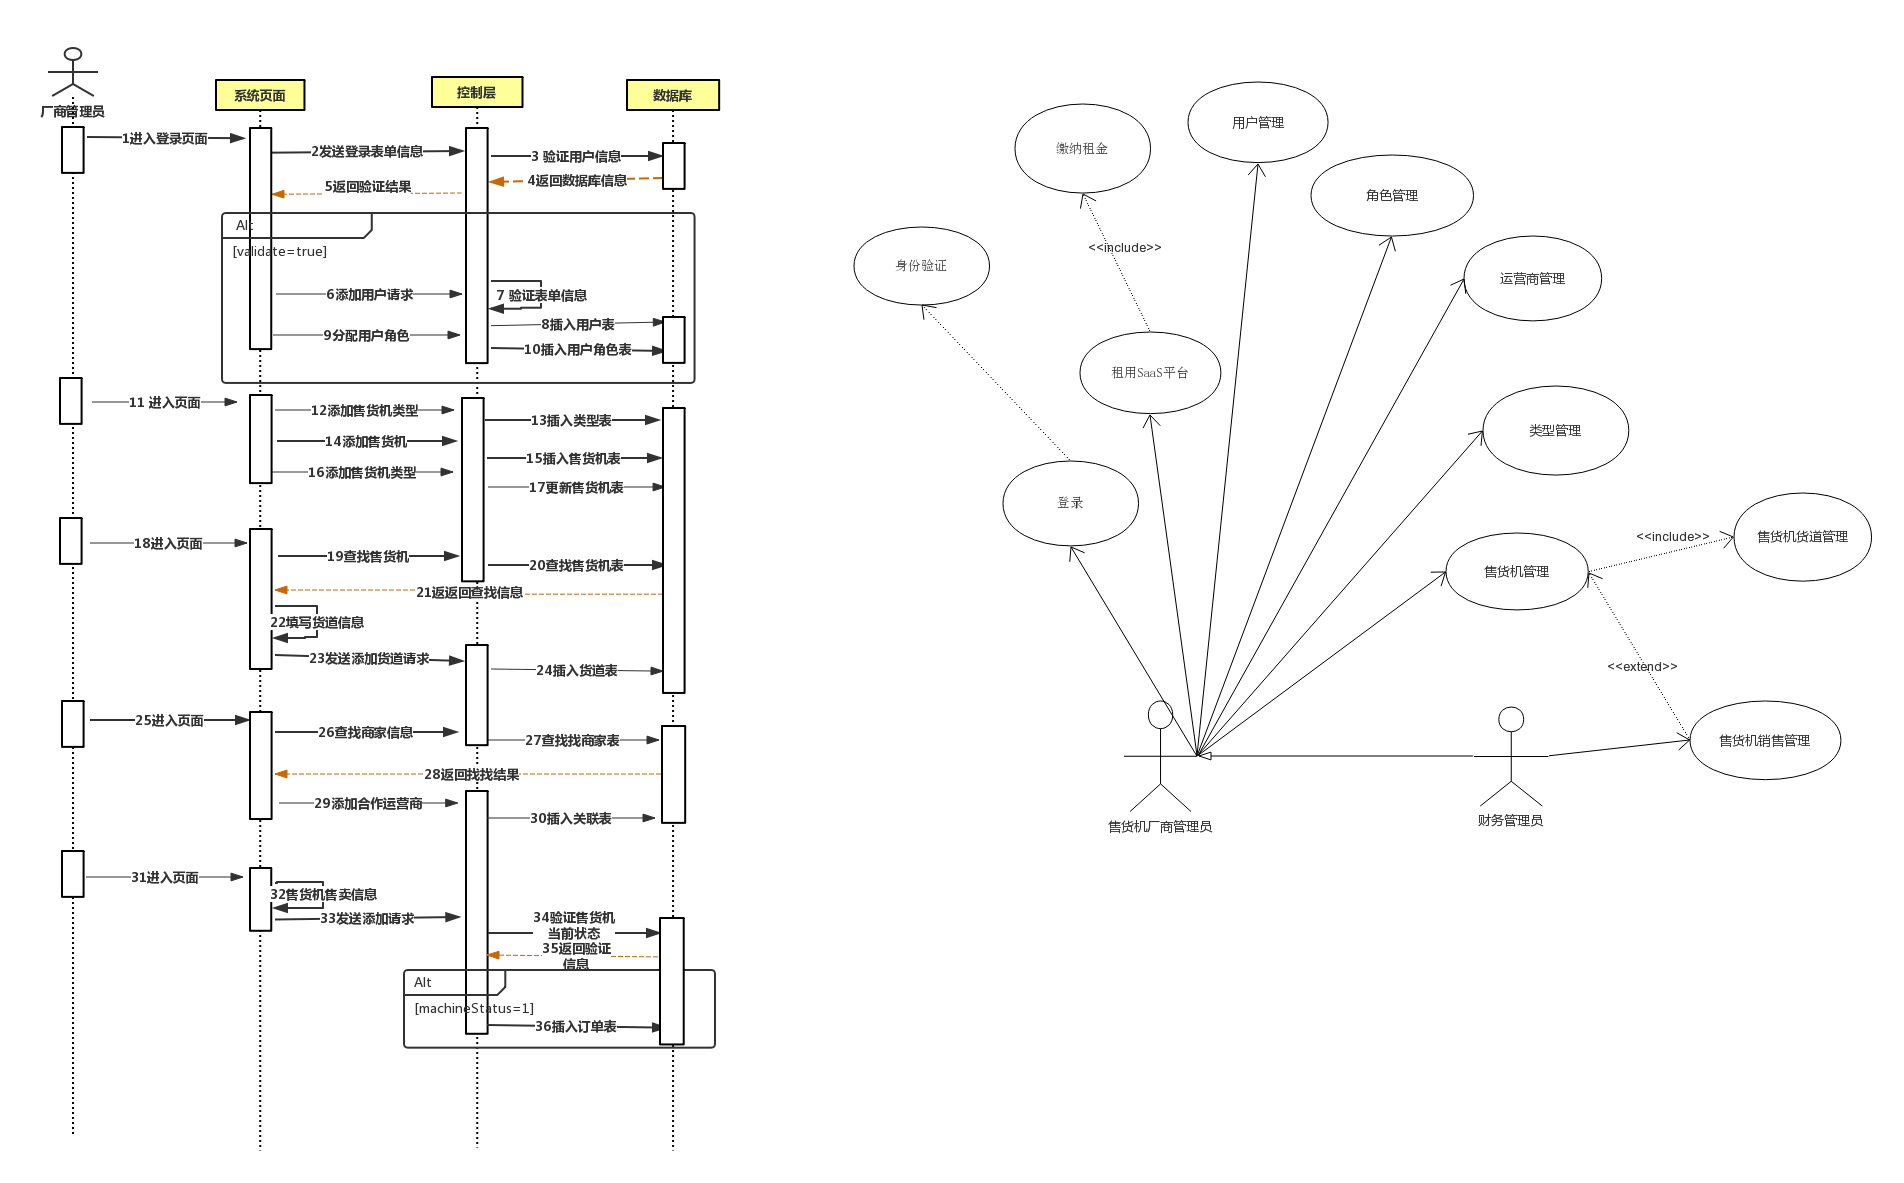 厂商管理员
系统页面
控制层
数据库
1进入登录页面
2发送登录表单信息
3 验证用户信息
4返回数据库信息
5返回验证结果
Alt
[validate=true]
6添加用户请求
7 验证表单信息
8插入用户表
9分配用户角色
10插入用户角色表
11 进入页面
12添加售货机类型
13插入类型表
14添加售货机
15插入售货机表
16添加售货机类型
17更新售货机表
18进入页面
19查找售货机
20查找售货机表
21返返回查找信息
22填写货道信息
23发送添加货道请求
24插入货道表
25进入页面
26查找商家信息
27查找找商家表
28返回找找结果
29添加合作运营商
30插入关联表
31进入页面
32售货机售卖信息
33发送添加请求
34验证售货机
当前状态
35返回验证
信息
Alt
[machineStatus=1]
36插入订单表
用户管理
缴纳租金
角色管理
<<include>>
身份验证
运营商管理
租用SaaS平台
类型管理
登录
<<include>>
售货机货道管理
售货机管理
<<extend>>
售货机销售管理
售货机厂商管理员
财务管理员